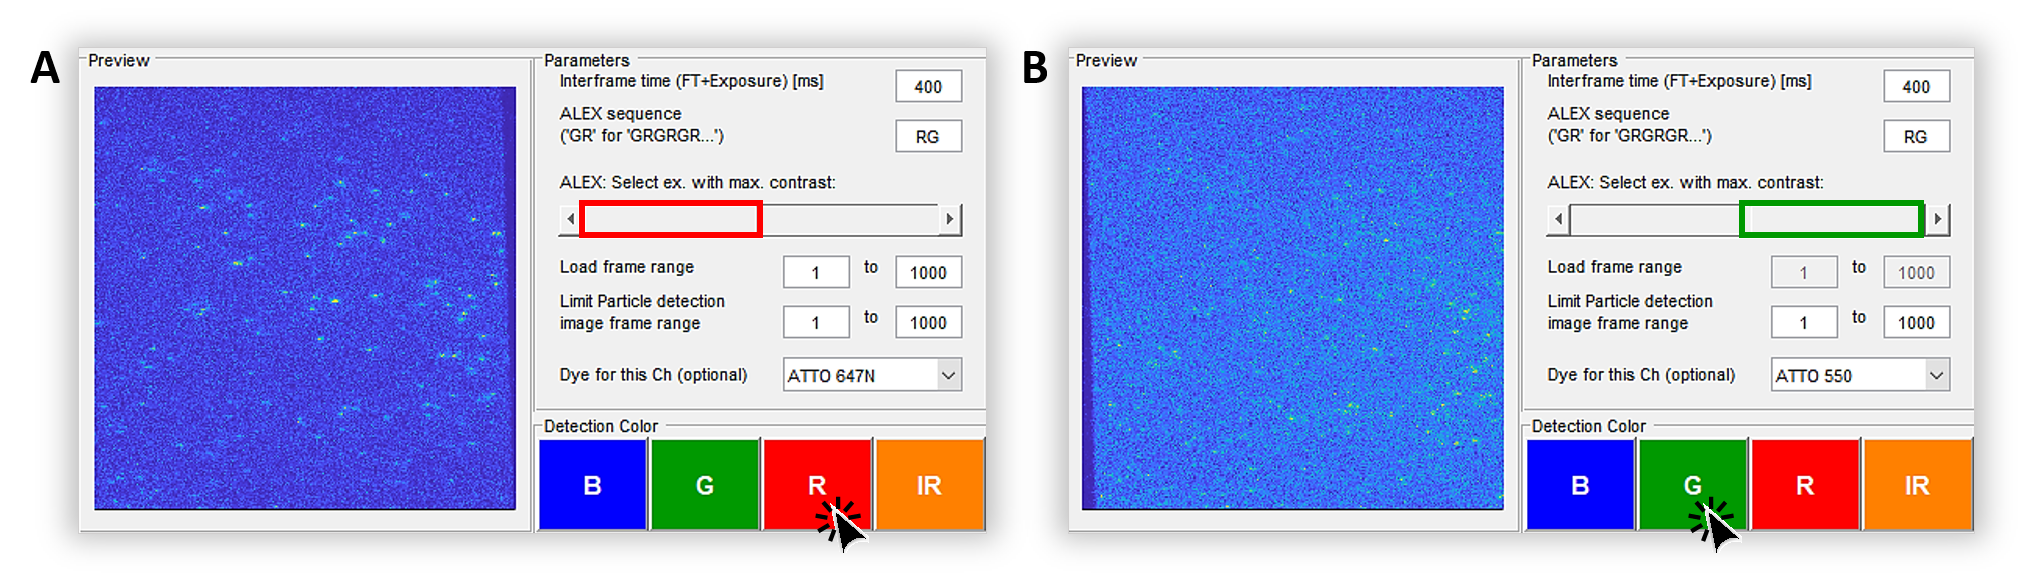 A
Preview
Parameters
Interframe time (FT+Exposure) [ms]
400
ALEX sequence
('GR' for 'GRGRGR...')
RG
ALEX: Select ex. with max. contrast:
Load frame range
1 to 1000
Limit Particle detection
image frame range
1 to 1000
Dye for this Ch (optional)
ATTO 647N
Detection Color
B G R IR
B
Preview
Parameters
Interframe time (FT+Exposure) [ms]
400
ALEX sequence
('GR' for 'GRGRGR...')
RG
ALEX: Select ex. with max. contrast:
Load frame range
1 to 1000
Limit Particle detection
image frame range
1 to 1000
Dye for this Ch (optional)
ATTO 550
Detection Color
B G R IR